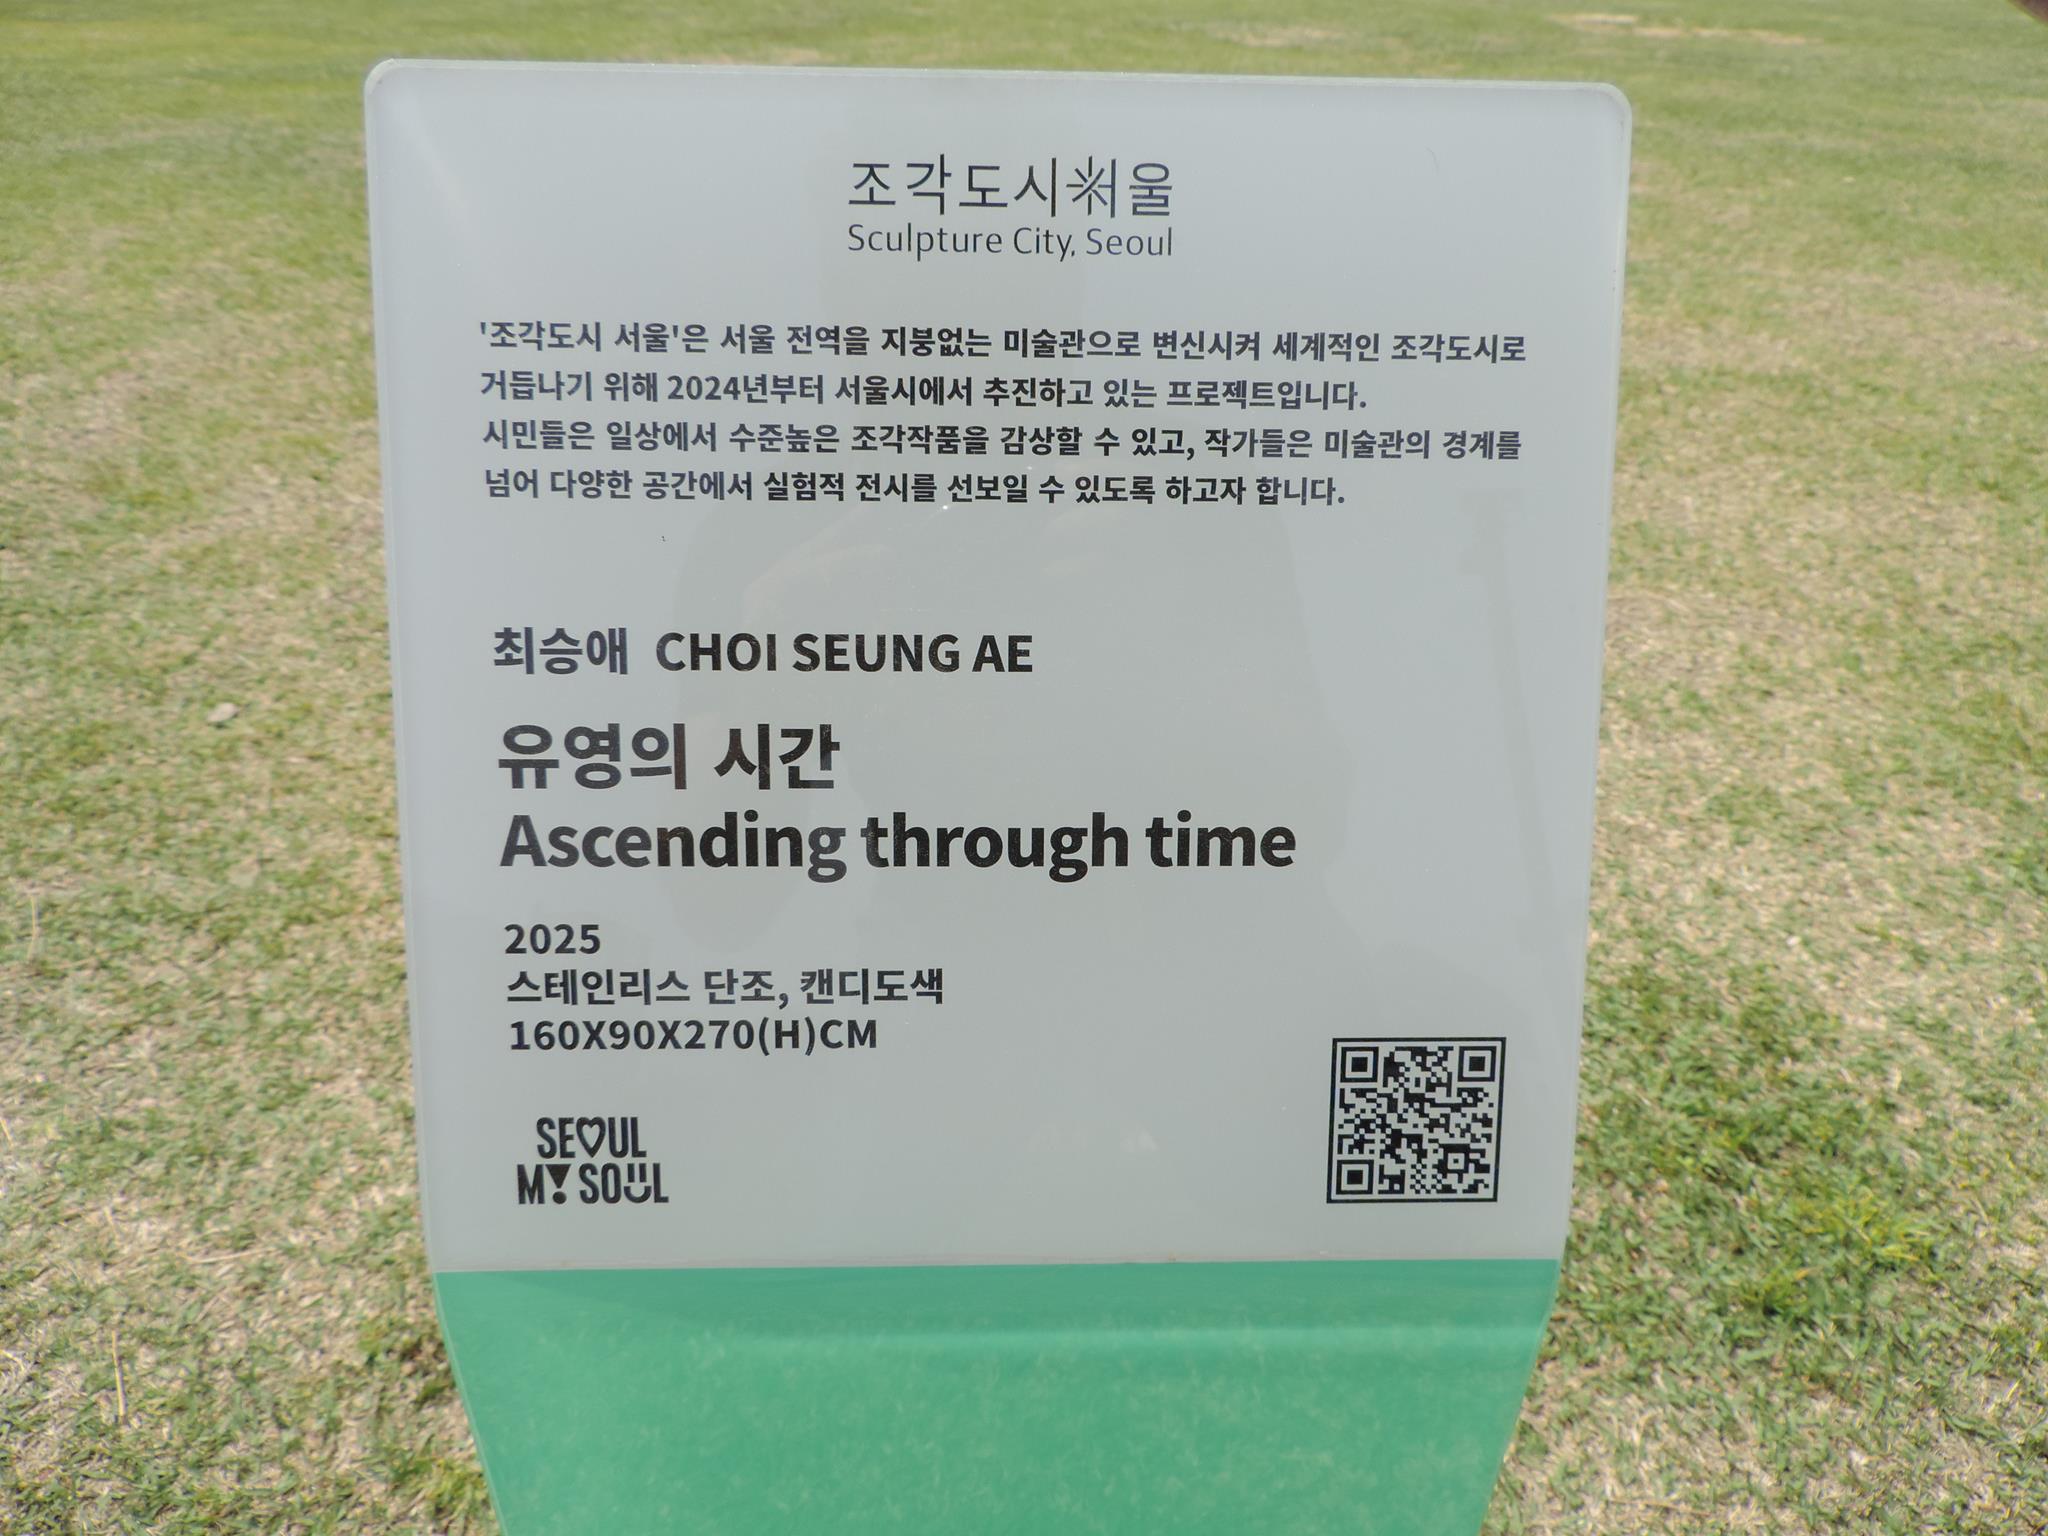 조각도시서울
Sculpture City, Seoul
'조각도시 서울'은 서울 전역을 지붕없는 미술관으로 변신시켜 세계적인 조각도시로
거듭나기 위해 2024년부터 서울시에서 추진하고 있는 프로젝트입니다.
시민들은 일상에서 수준높은 조각작품을 감상할 수 있고, 작가들은 미술관의 경계를
넘어 다양한 공간에서 실험적 전시를 선보일 수 있도록 하고자 합니다.
최승애 CHOI SEUNG AE
유영의 시간
Ascending through time
2025
스테인리스 단조, 캔디도색
160X90X270(H)CM
SEOUL
MY SOUL